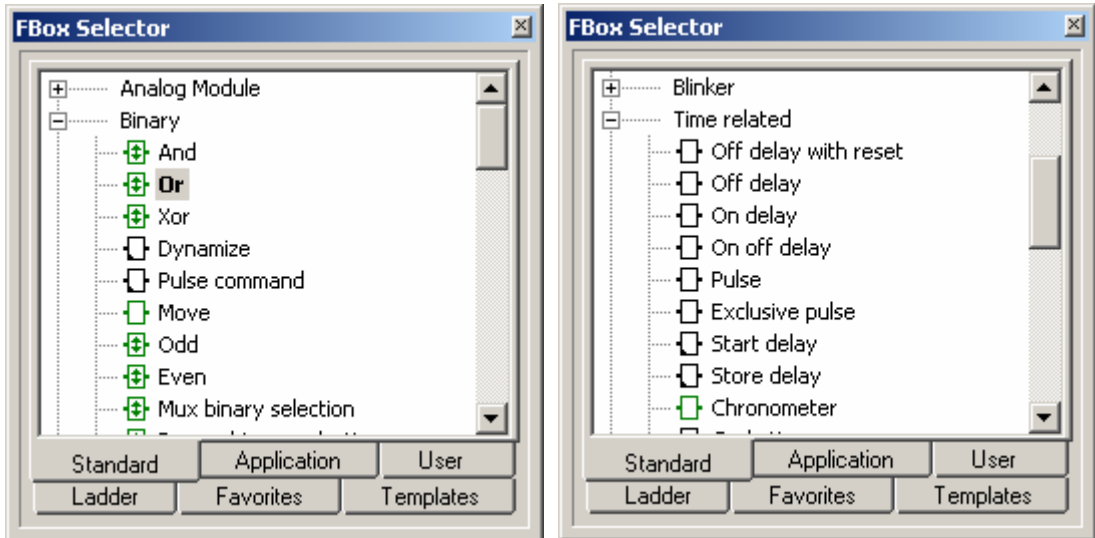 FBox Selector
Analog Module
Binary
And
Or
Xor
Dynamize
Pulse command
Move
Odd
Even
Mux binary selection
Standard
Application
User
Ladder
Favorites
Templates
FBox Selector
Blinker
Time related
Off delay with reset
Off delay
On delay
On off delay
Pulse
Exclusive pulse
Start delay
Store delay
Chronometer
Standard
Application
User
Ladder
Favorites
Templates